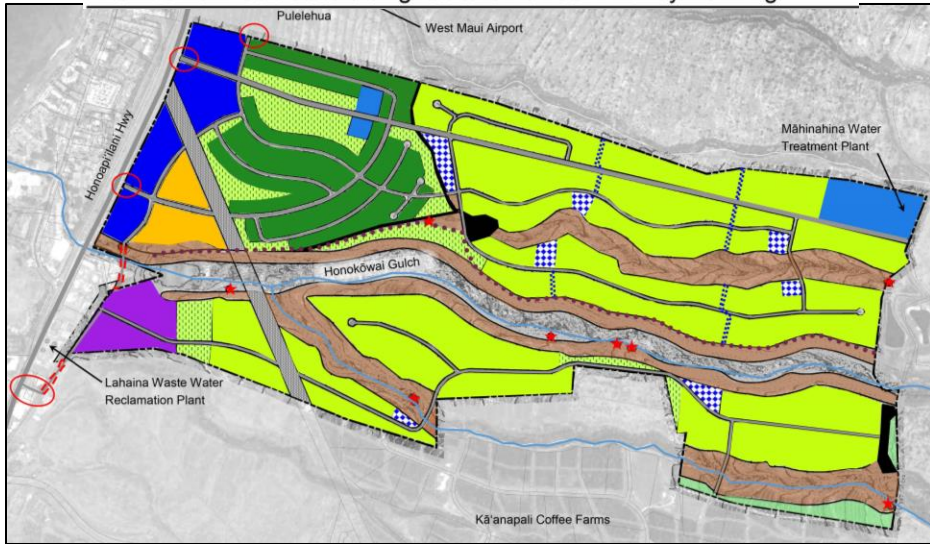 Pulelehua
West Maui Airport
Honoapiʻilani Hwy
Māhinahina Water
Treatment Plant
Honokōwai Gulch
Lahaina Waste Water
Reclamation Plant
Kāʻanapali Coffee Farms